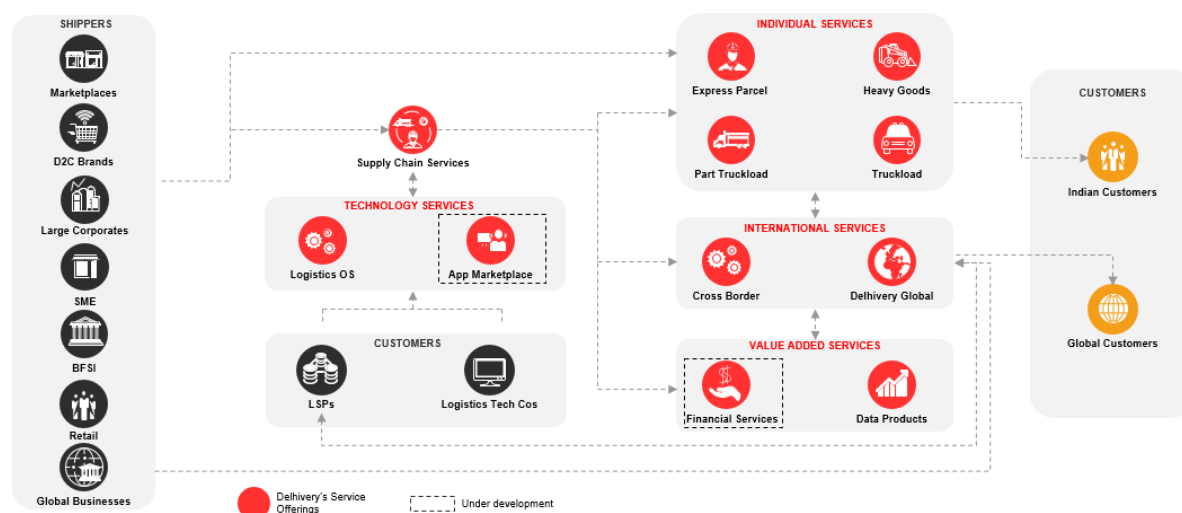 SHIPPERS
Marketplaces
D2C Brands
Large Corporates
SME
BFSI
Retail
Global Businesses
Supply Chain Services
TECHNOLOGY SERVICES
Logistics OS
App Marketplace
CUSTOMERS
LSPs
Logistics Tech Cos
INDIVIDUAL SERVICES
Express Parcel
Heavy Goods
Part Truckload
Truckload
INTERNATIONAL SERVICES
Cross Border
Delhivery Global
VALUE ADDED SERVICES
Financial Services
Data Products
CUSTOMERS
Indian Customers
Global Customers
Delhivery's Service
Offerings
Under development